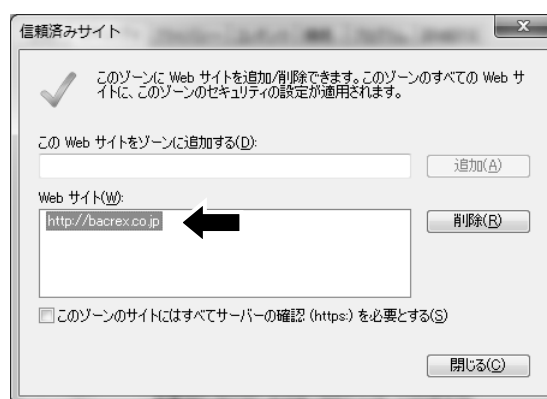 信頼済みサイト
このゾーンに Web サイトを追加/削除できます。このゾーンのすべての Web サ
イトに、このゾーンのセキュリティの設定が適用されます。
この Web サイトをゾーンに追加する(D):
追加(A)
Web サイト(W):
http://bacrex.co.jp
削除(R)
このゾーンのサイトにはすべてサーバーの確認 (https:) を必要とする(S)
閉じる(C)